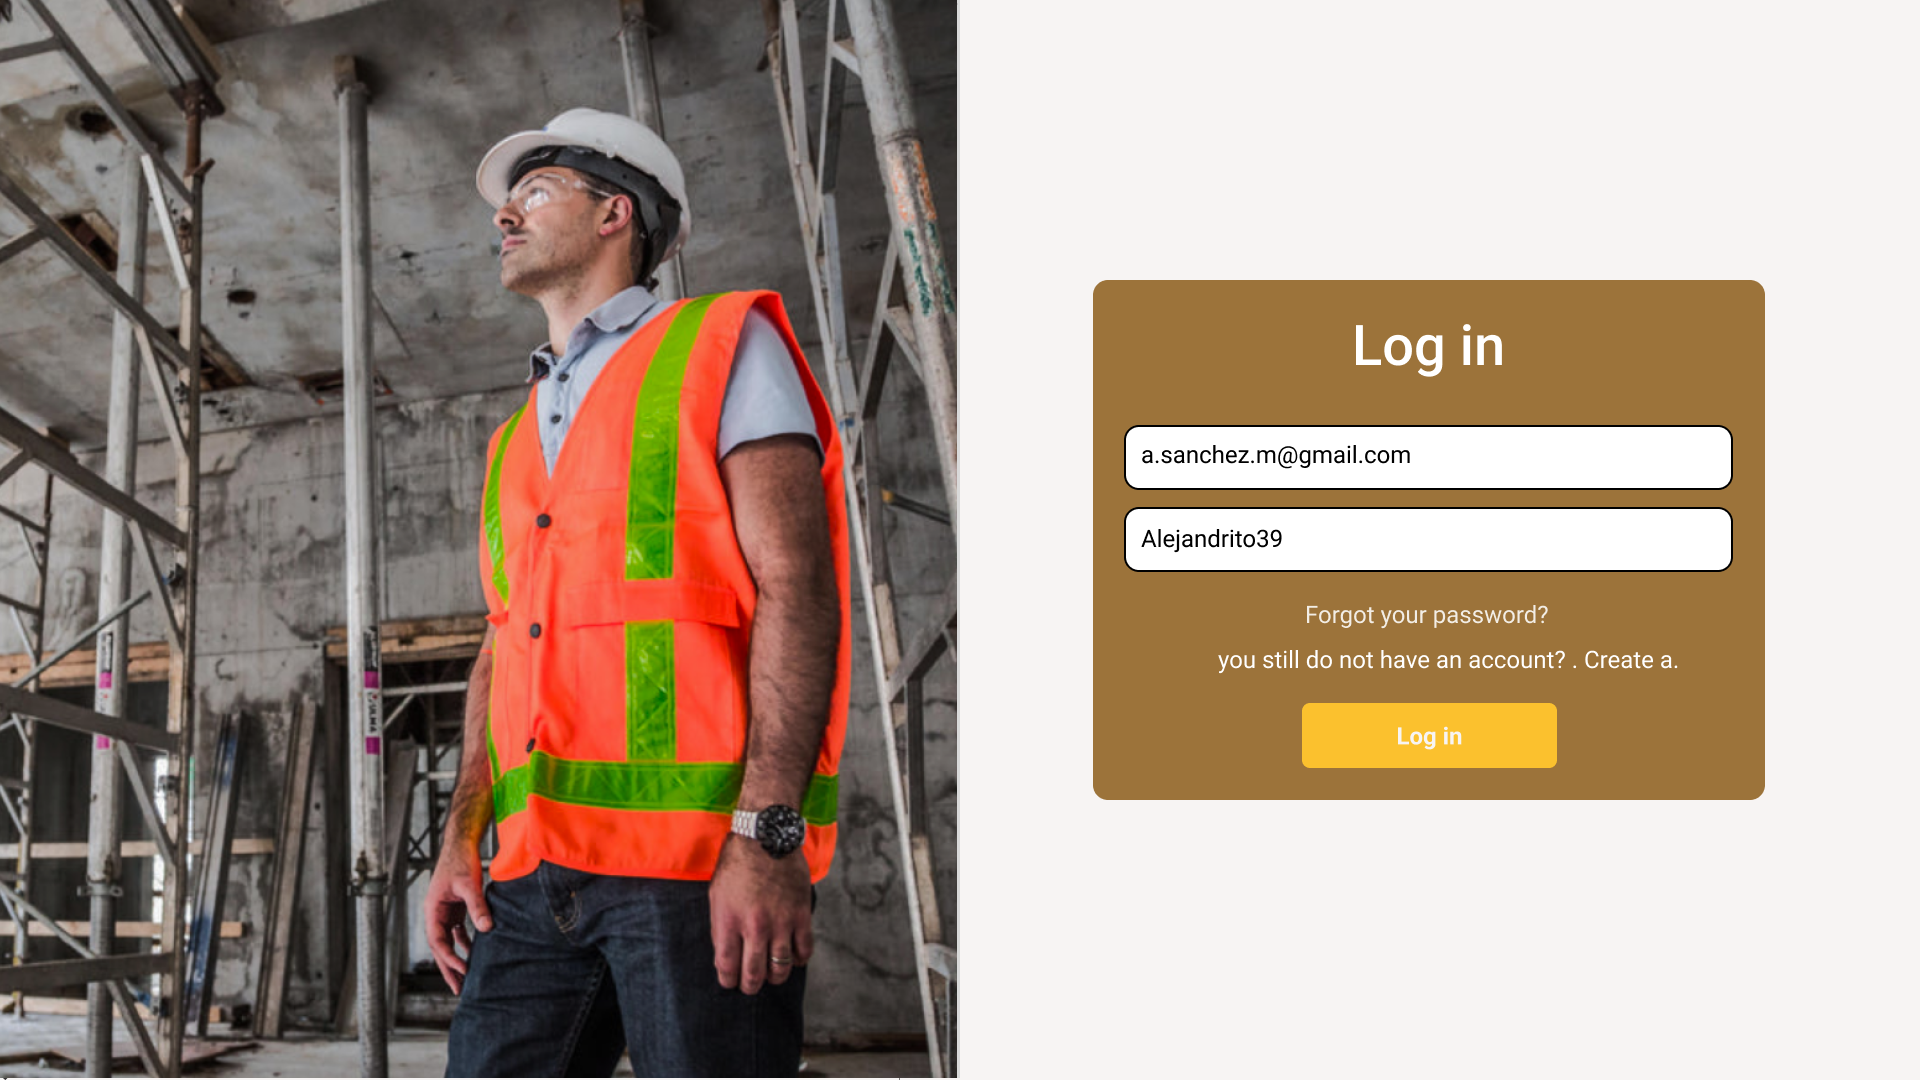 Log in
a.sanchez.m@gmail.com
Alejandrito39
Forgot your password?
you still do not have an account? . Create a.
Log in
ULMA